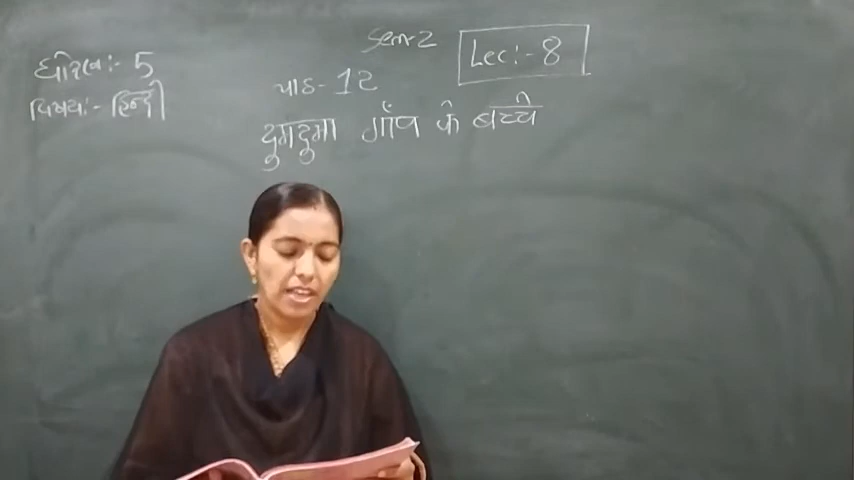 Sem-2
Lec:- 8
ધોરણ:- 5
પાઠ- 12
વિષય:- हिन्दी
दुमदुमा गाँव के बच्चे